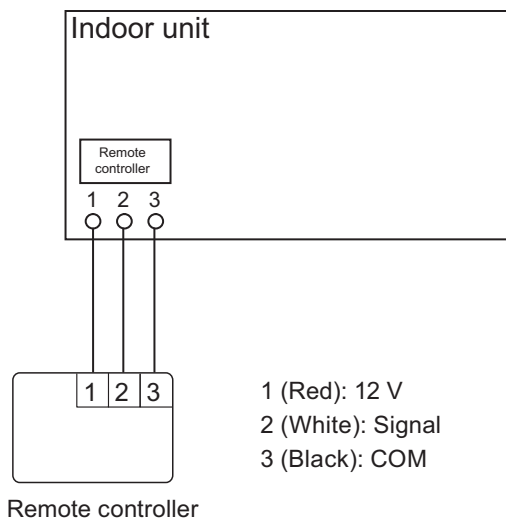 Indoor unit
Remote
controller
1 2 3
1 2 3
1 (Red): 12 V
2 (White): Signal
3 (Black): COM
Remote controller